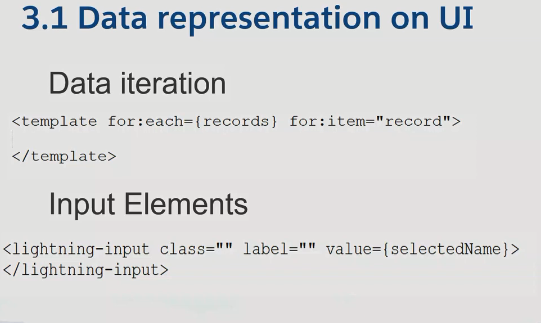 3.1 Data representation on UI
Data iteration
<template for:each={records} for:item="record">
</template>
Input Elements
<lightning-input class="" label="" value={selectedName}>
</lightning-input>